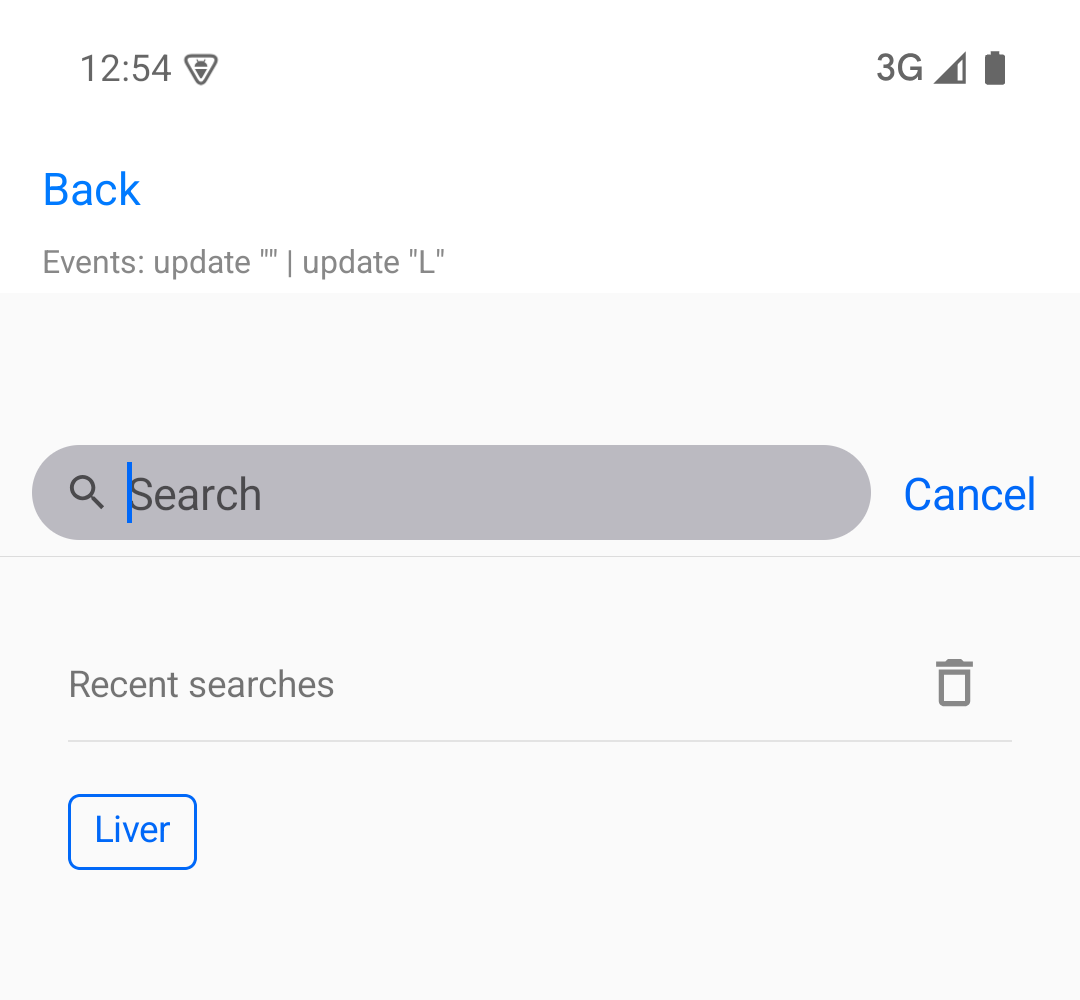 12:54 3G
Back
Events: update "" | update "L"
Search Cancel
Recent searches
Liver